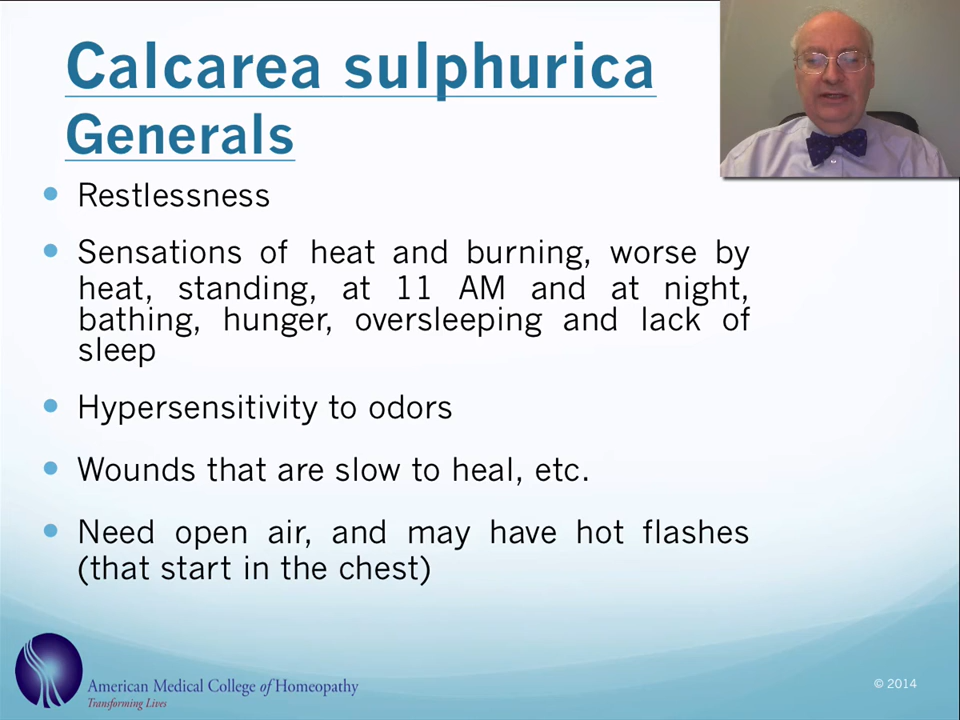 Calcarea sulphurica
Generals
Restlessness
Sensations of heat and burning, worse by
heat, standing, at 11 AM and at night,
bathing, hunger, oversleeping and lack of
sleep
Hypersensitivity to odors
Wounds that are slow to heal, etc.
Need open air, and may have hot flashes
(that start in the chest)
American Medical College of Homeopathy
Transforming Lives
© 2014